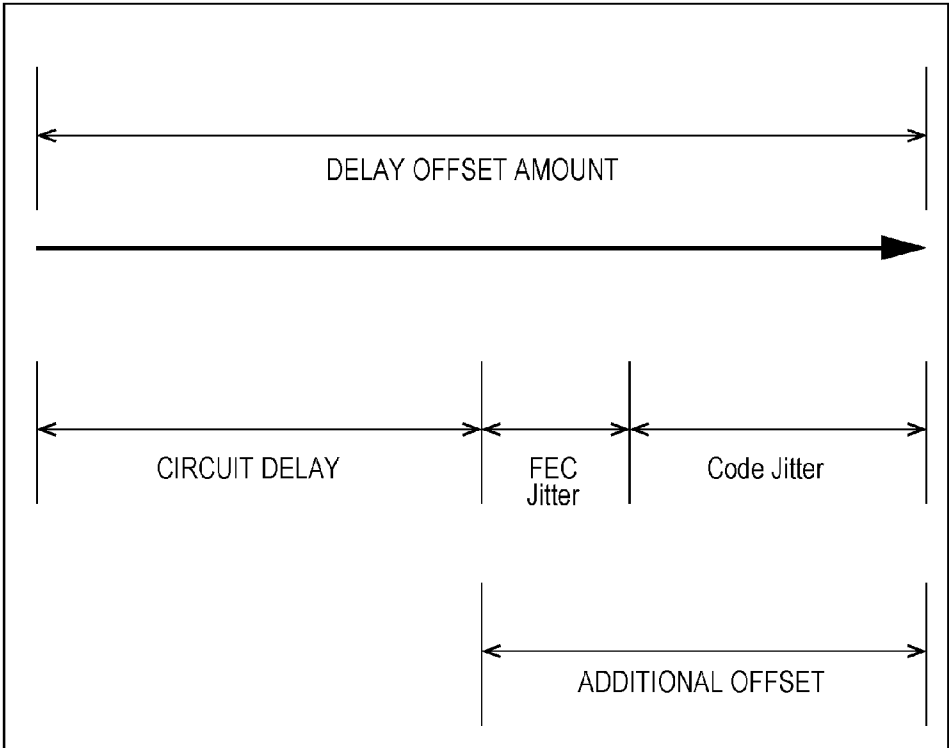 DELAY OFFSET AMOUNT
CIRCUIT DELAY
FEC
Jitter
Code Jitter
ADDITIONAL OFFSET